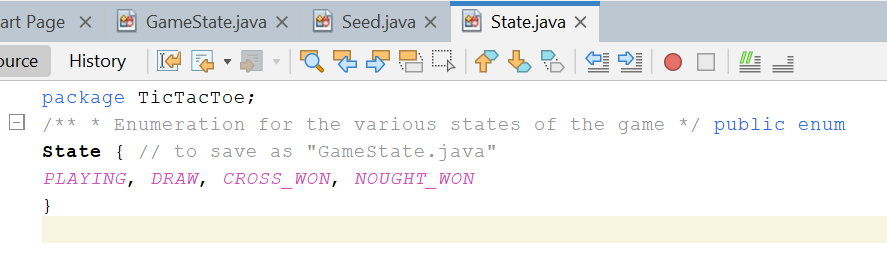 art Page GameState.java Seed.java State.java
ource History
package TicTacToe;
/** * Enumeration for the various states of the game */ public enum
State { // to save as "GameState.java"
PLAYING, DRAW, CROSS_WON, NOUGHT_WON
}